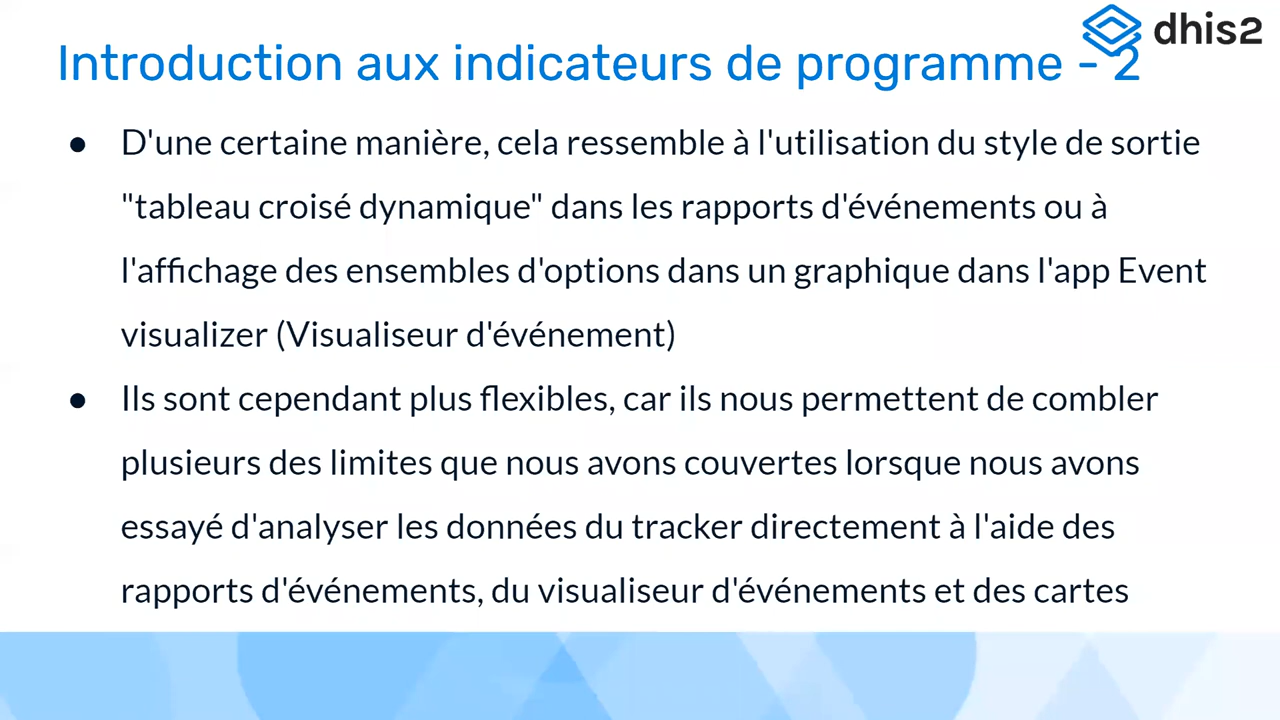 dhis2
Introduction aux indicateurs de programme - 2
● D'une certaine manière, cela ressemble à l'utilisation du style de sortie
"tableau croisé dynamique" dans les rapports d'événements ou à
l'affichage des ensembles d'options dans un graphique dans l'app Event
visualizer (Visualiseur d'événement)
● Ils sont cependant plus flexibles, car ils nous permettent de combler
plusieurs des limites que nous avons couvertes lorsque nous avons
essayé d'analyser les données du tracker directement à l'aide des
rapports d'événements, du visualiseur d'événements et des cartes